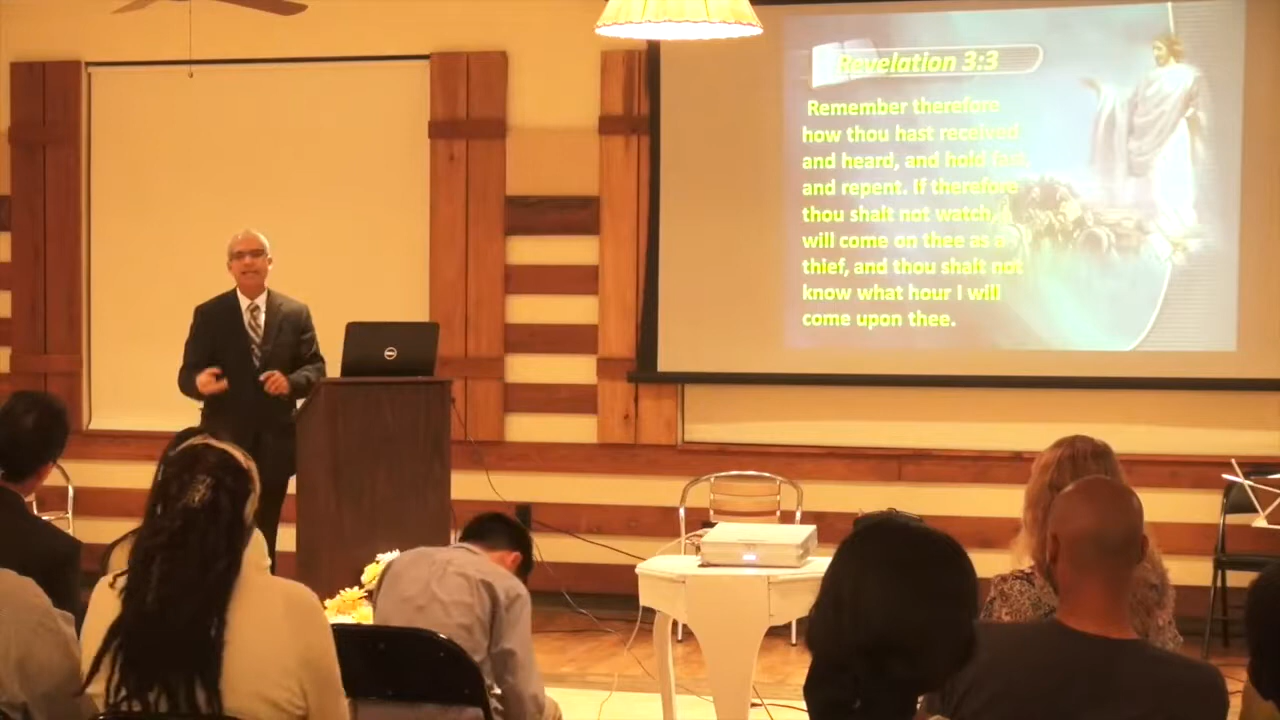 Revelation 3:3
Remember therefore
how thou hast received
and heard, and hold fast,
and repent. If therefore
thou shalt not watch, I
will come on thee as a
thief, and thou shalt not
know what hour I will
come upon thee.
DELL